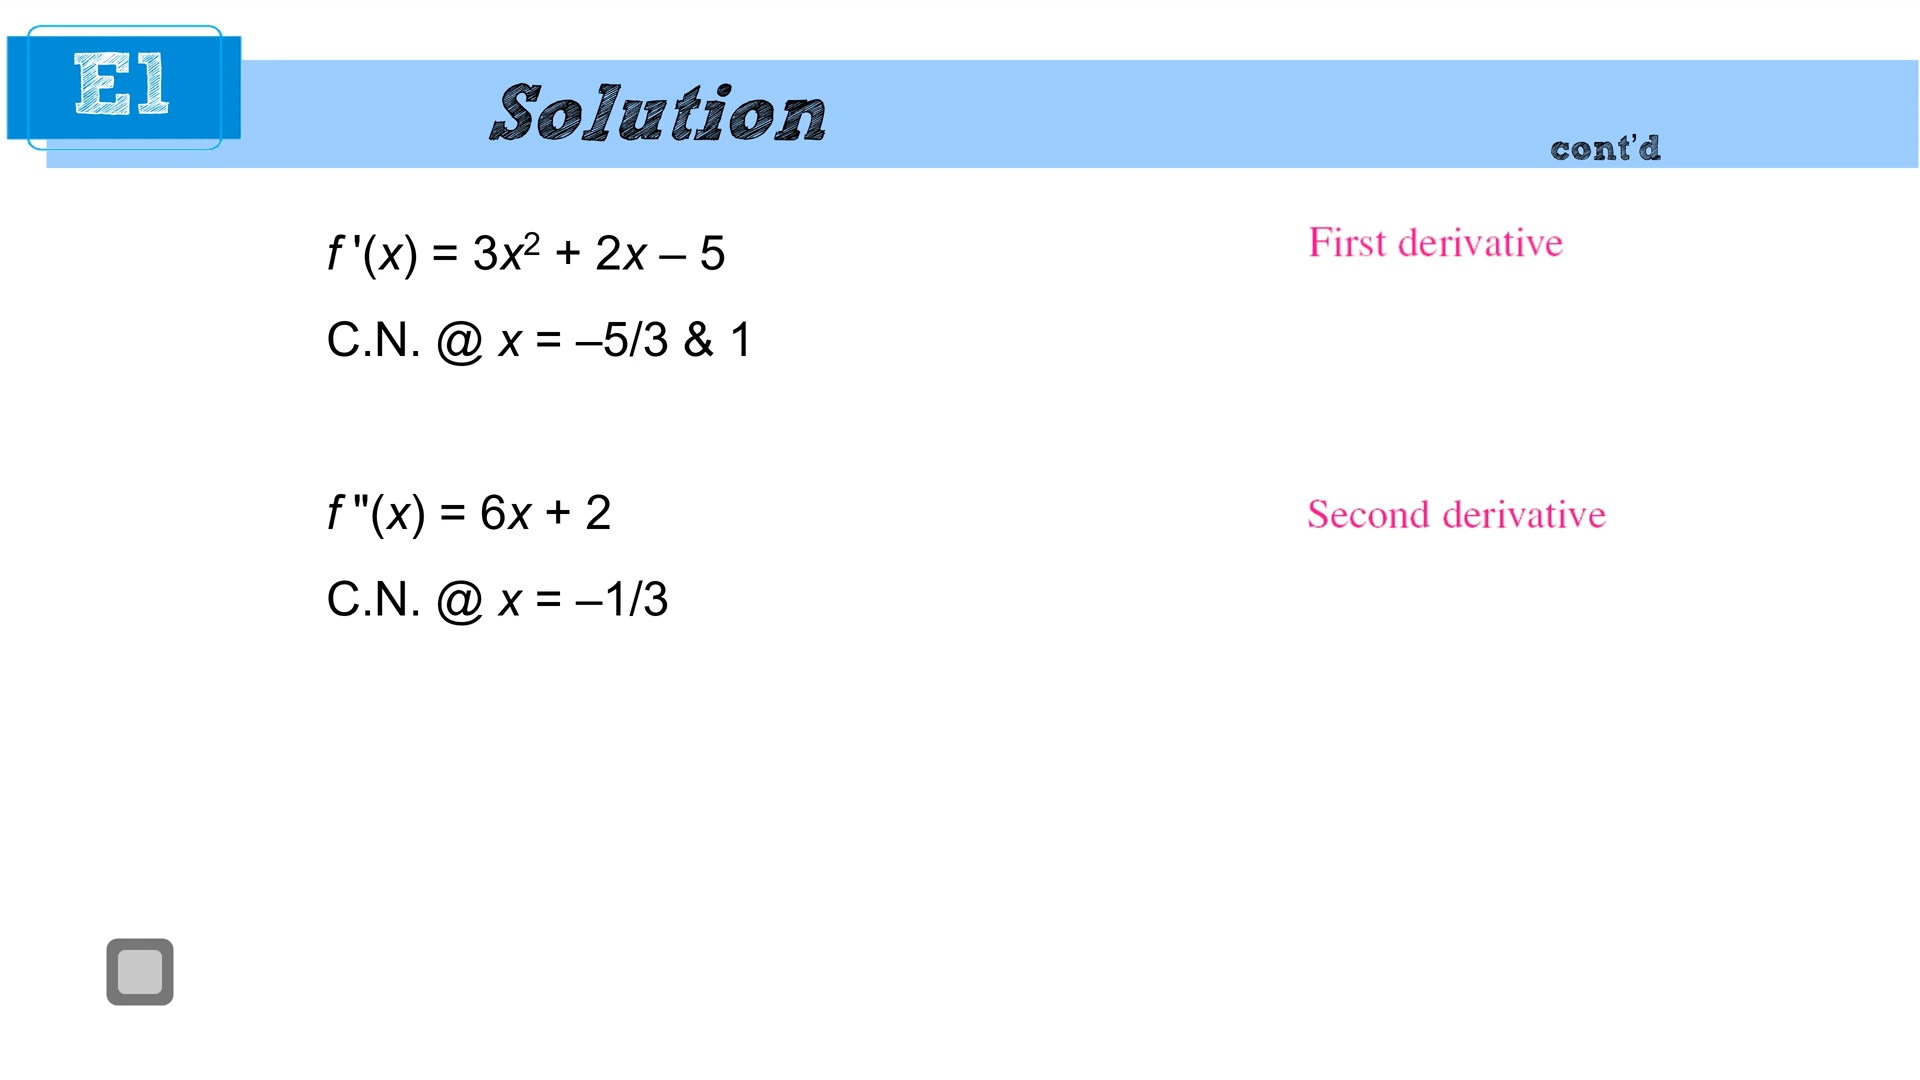 E1
Solution
cont'd
f '(x) = 3x² + 2x – 5
First derivative
C.N. @ x = –5/3 & 1
f "(x) = 6x + 2
Second derivative
C.N. @ x = –1/3